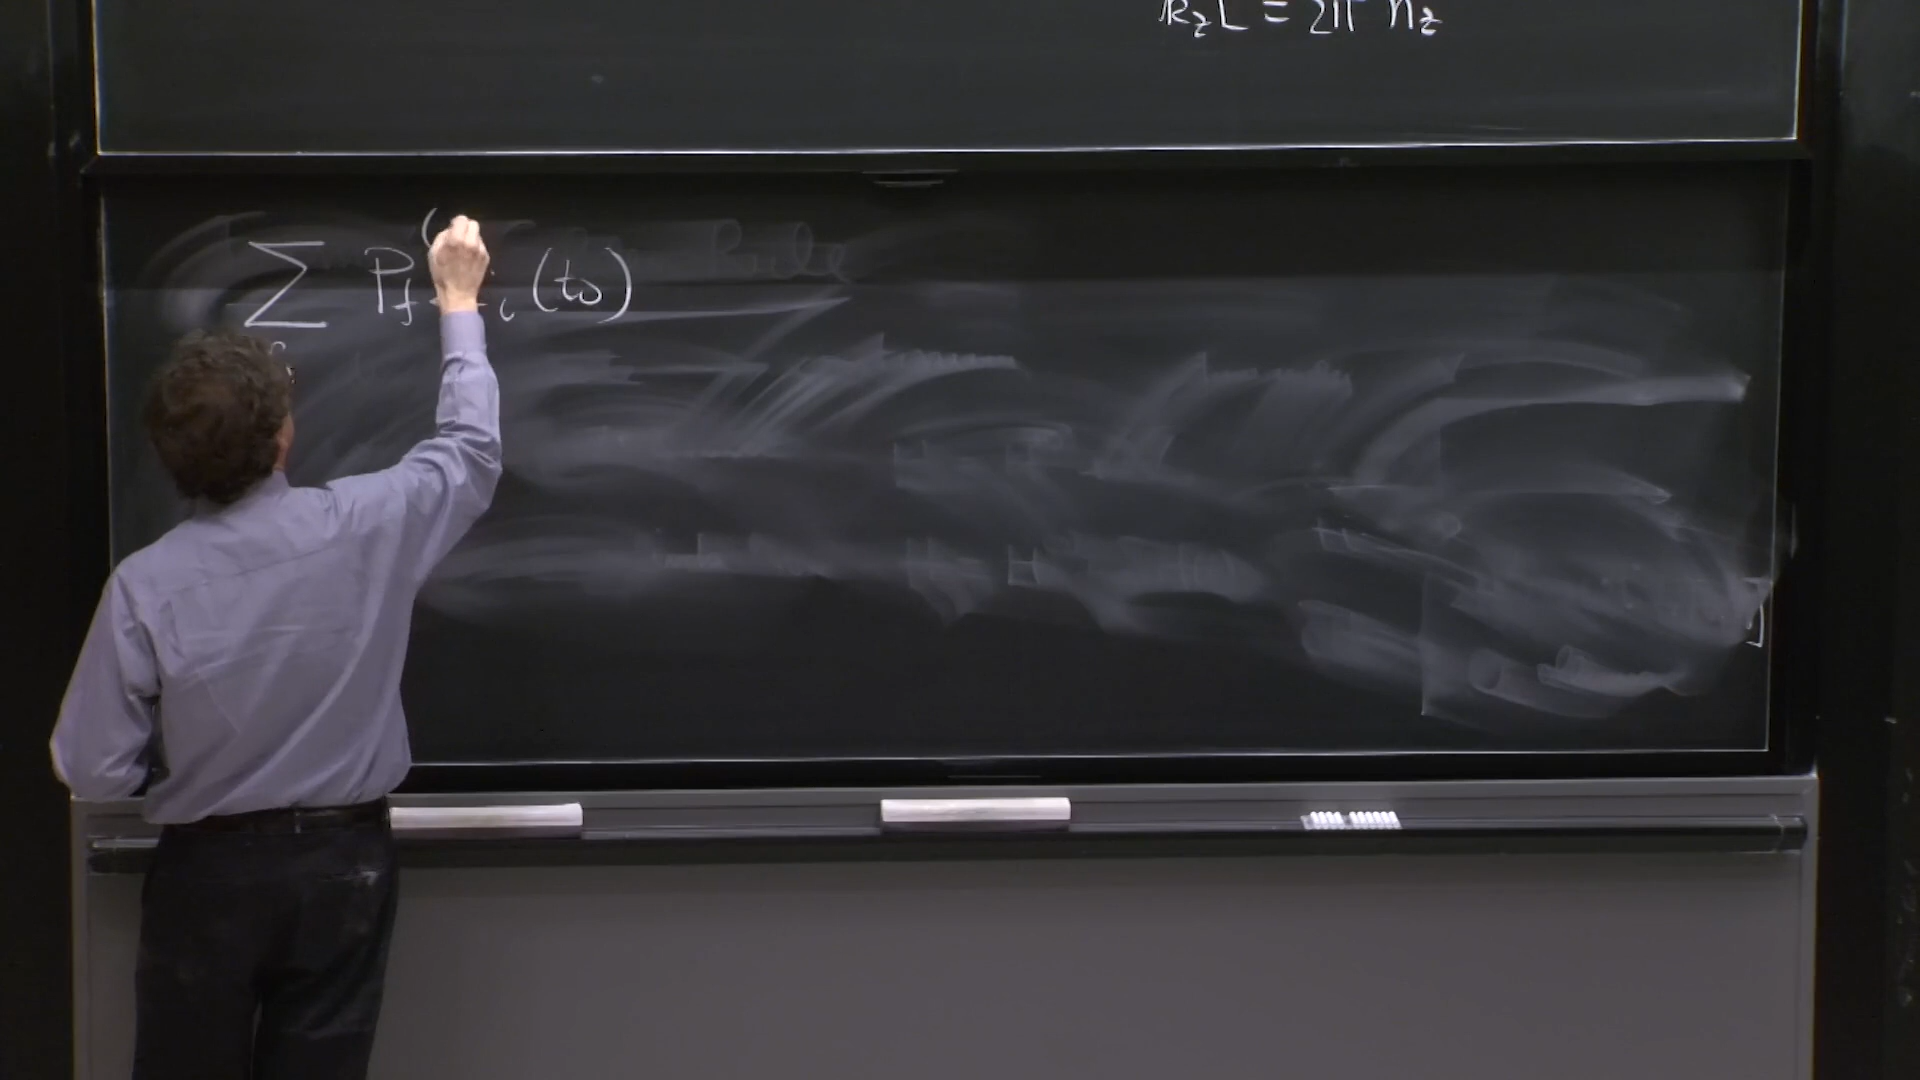 k_z L = 2π n_z
∑ P_f ( i (t_0)
f